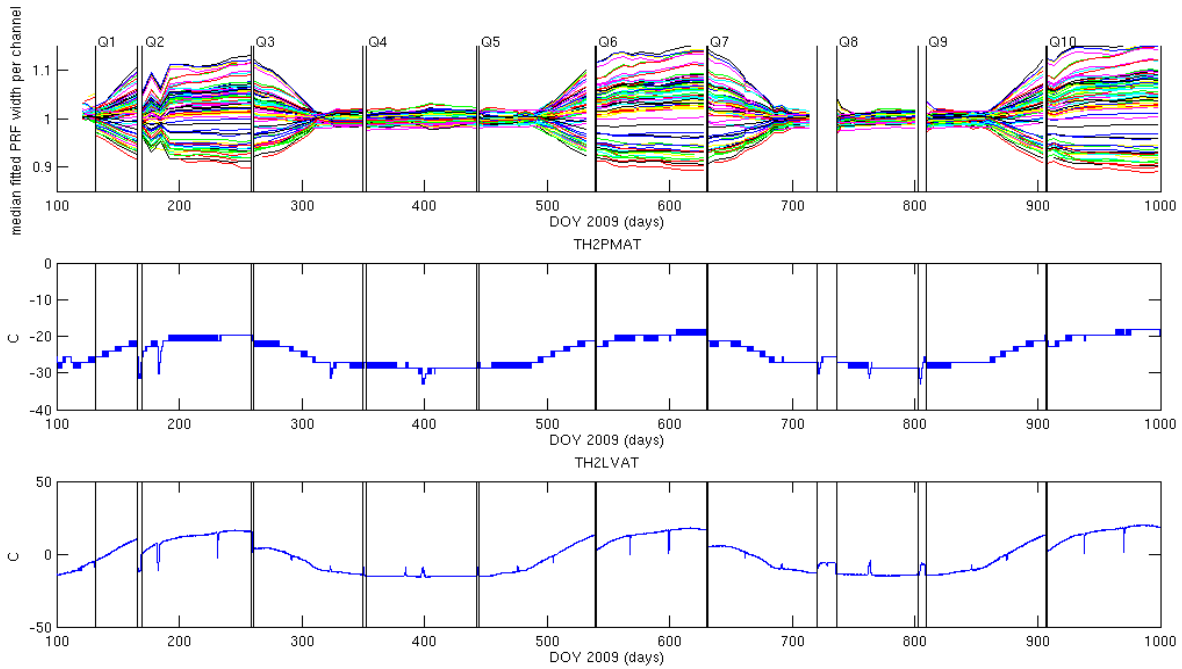 median fitted PRF width per channel
Q1 Q2 Q3 Q4 Q5 Q6 Q7 Q8 Q9 Q10
1.1
1
0.9
100 200 300 400 500 600 700 800 900 1000
DOY 2009 (days)
TH2PMAT
C
0
-10
-20
-30
-40
100 200 300 400 500 600 700 800 900 1000
DOY 2009 (days)
TH2LVAT
C
50
0
-50
100 200 300 400 500 600 700 800 900 1000
DOY 2009 (days)